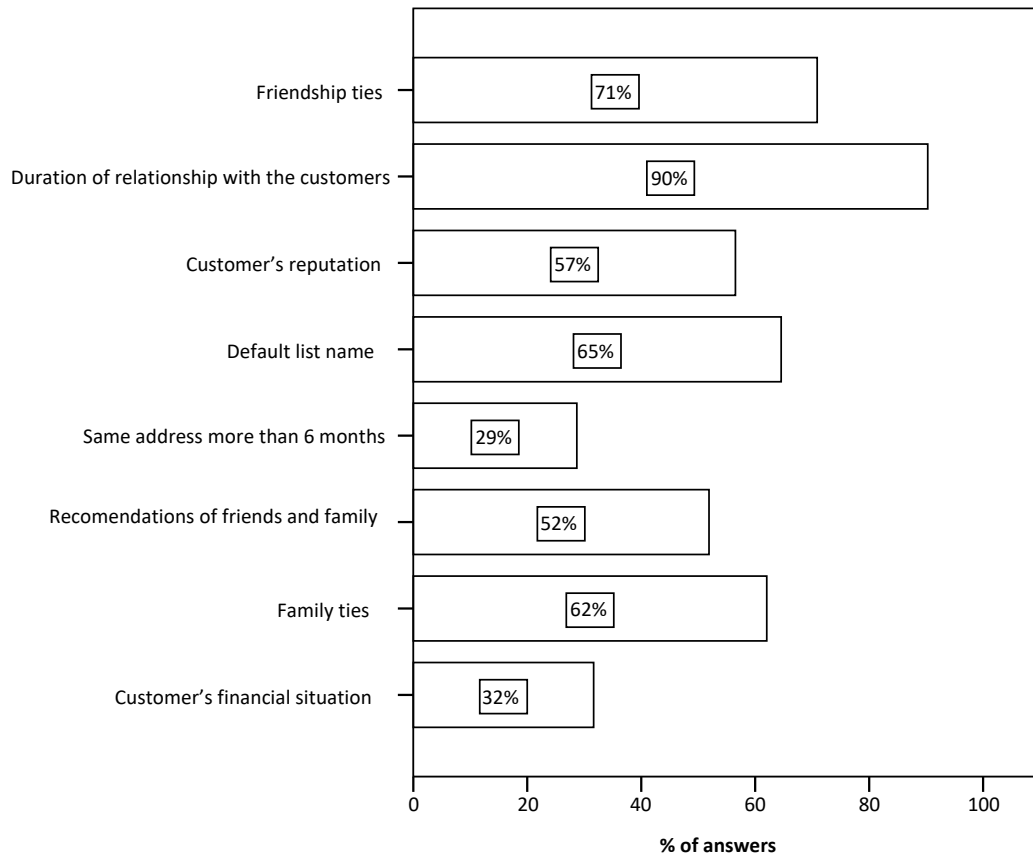 Friendship ties
71%
Duration of relationship with the customers
90%
Customer’s reputation
57%
Default list name
65%
Same address more than 6 months
29%
Recomendations of friends and family
52%
Family ties
62%
Customer’s financial situation
32%
0 20 40 60 80 100
% of answers